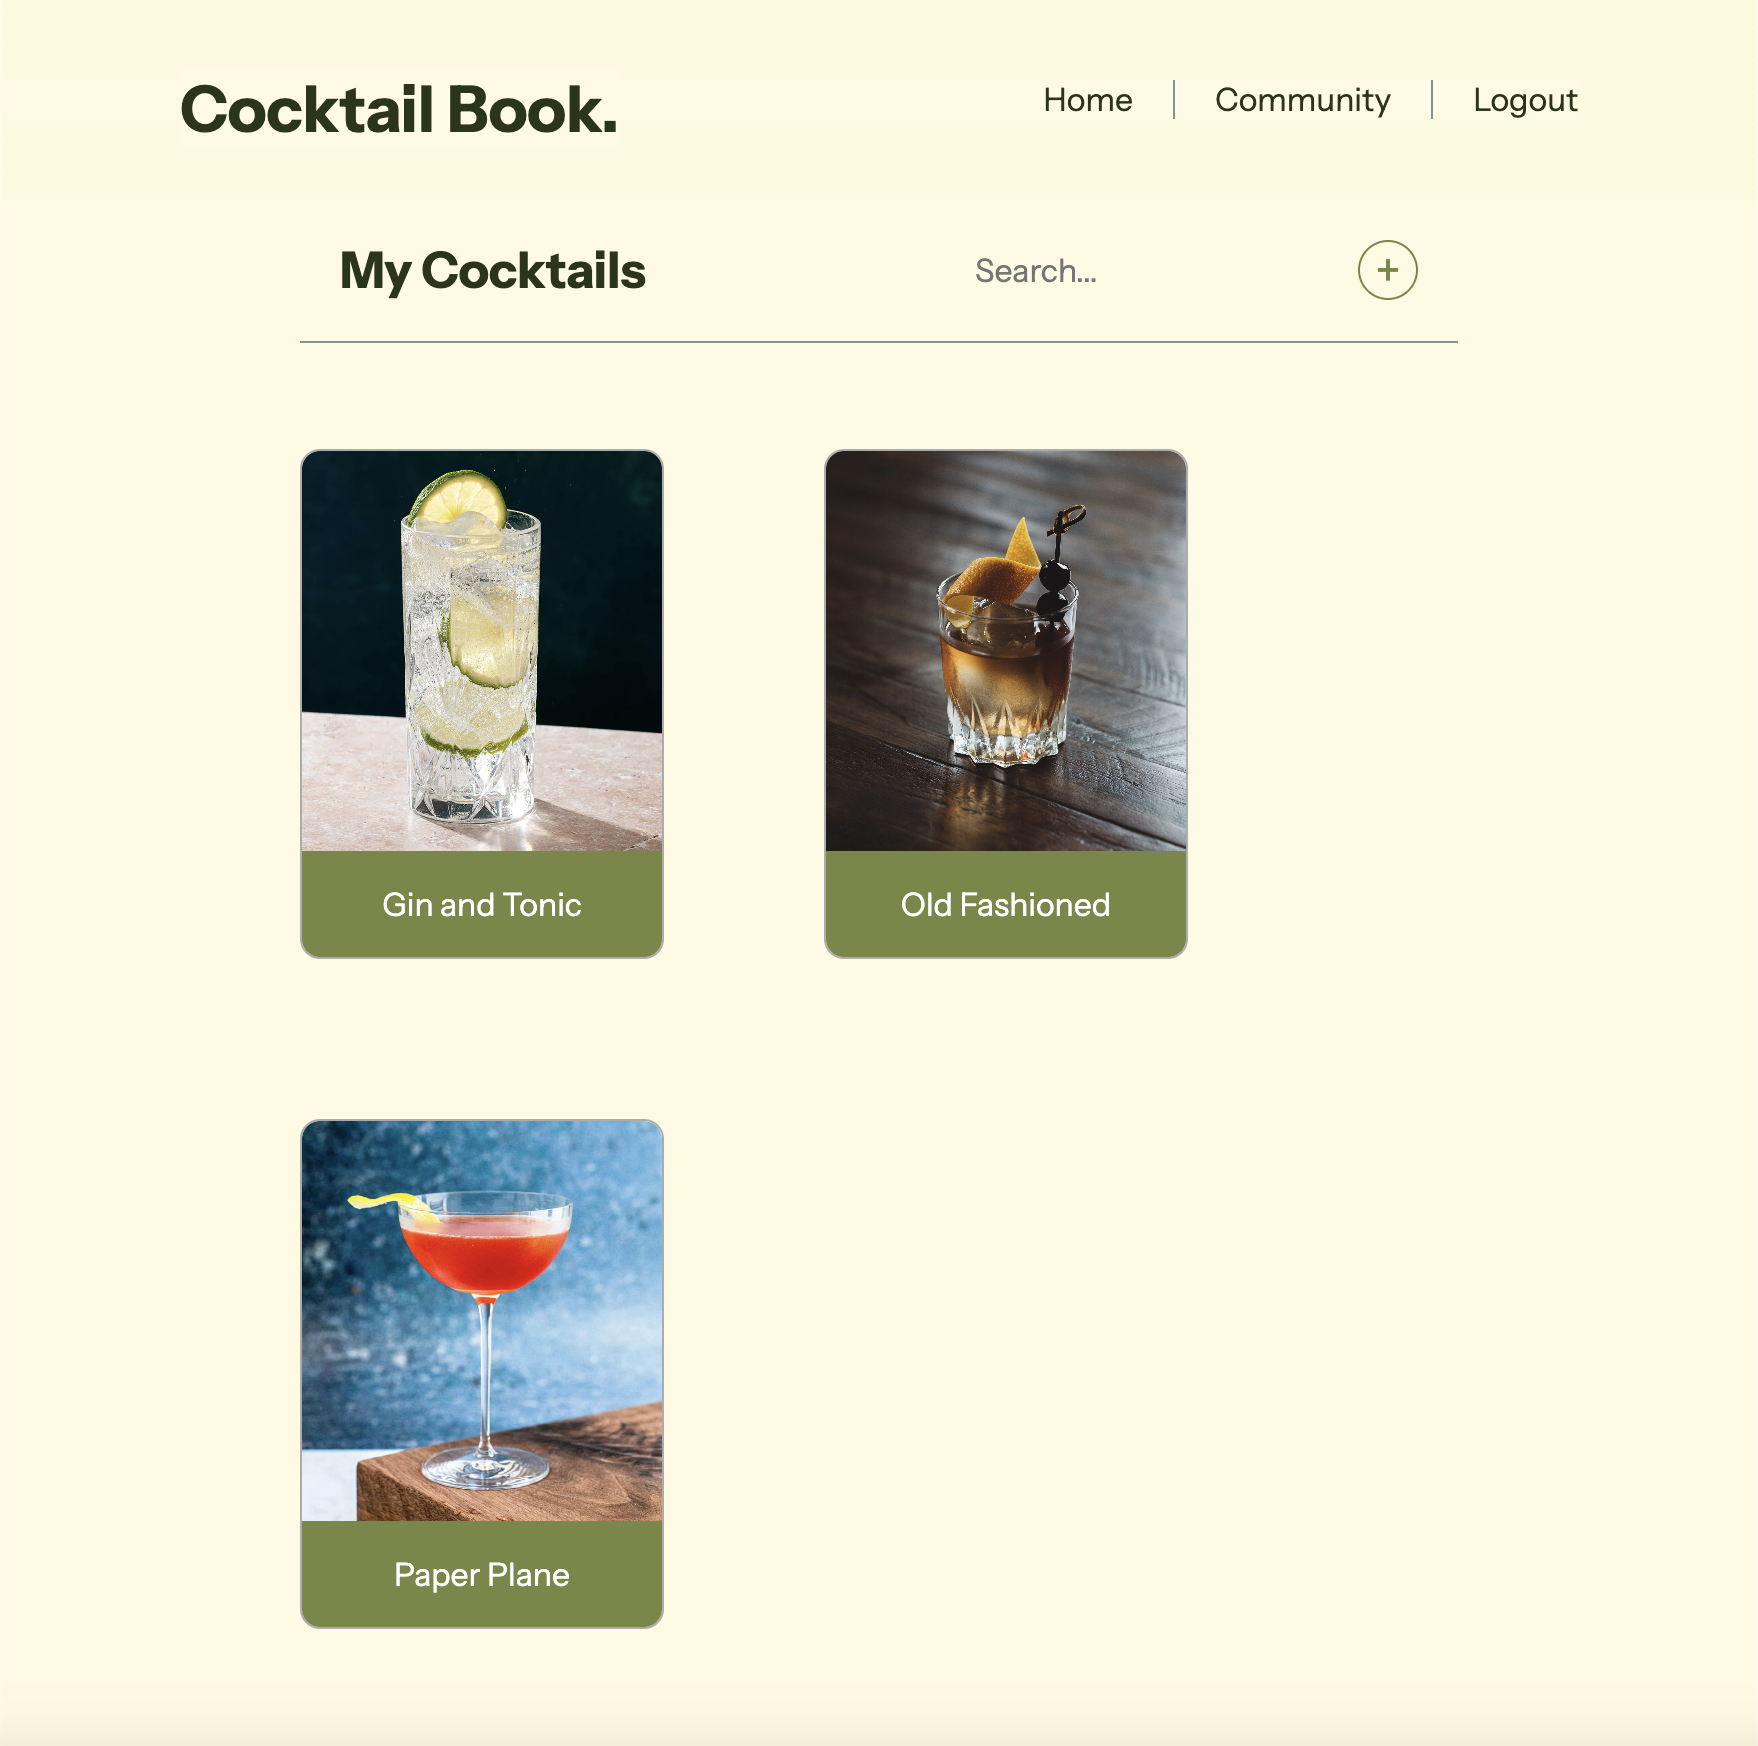 Cocktail Book.
Home
Community
Logout
My Cocktails
Search...
+
Gin and Tonic
Old Fashioned
Paper Plane